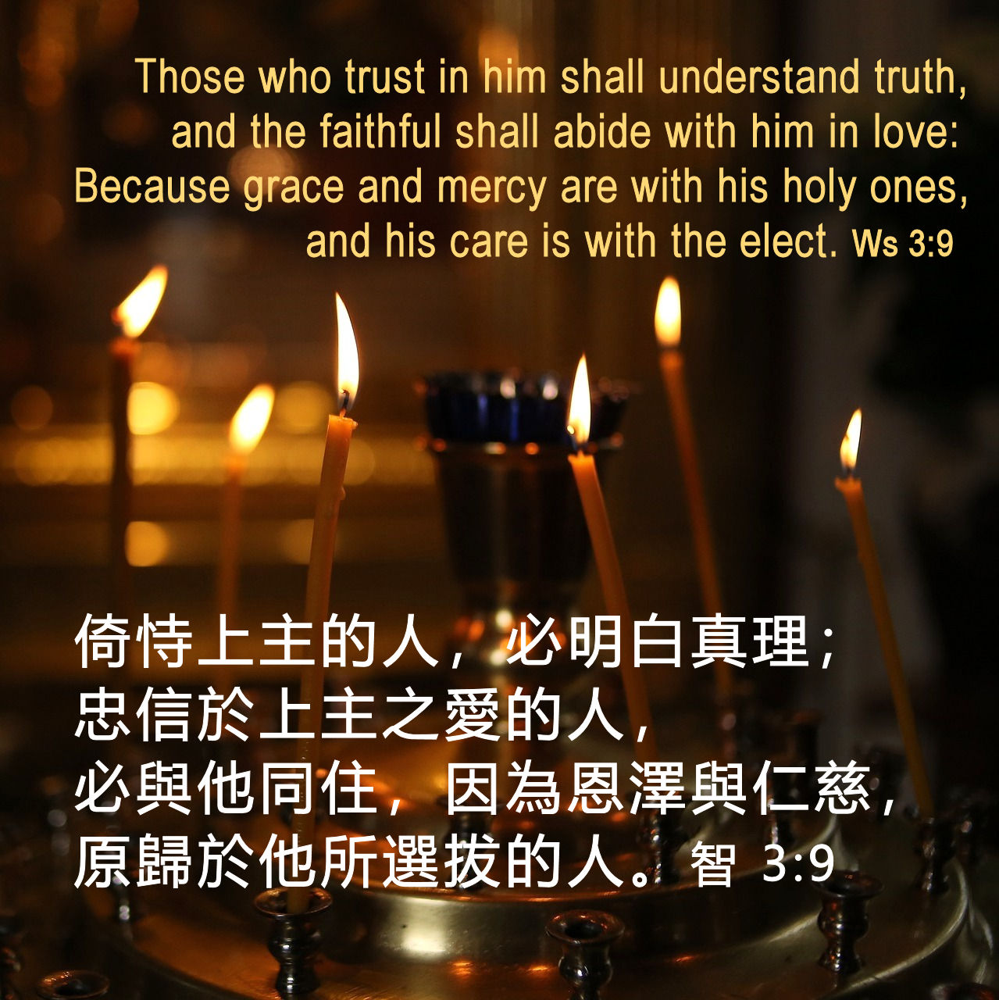 Those who trust in him shall understand truth,
and the faithful shall abide with him in love:
Because grace and mercy are with his holy ones,
and his care is with the elect. Ws 3:9
倚恃上主的人，必明白真理；
忠信於上主之愛的人，
必與他同住，因為恩澤與仁慈，
原歸於他所選拔的人。智 3:9